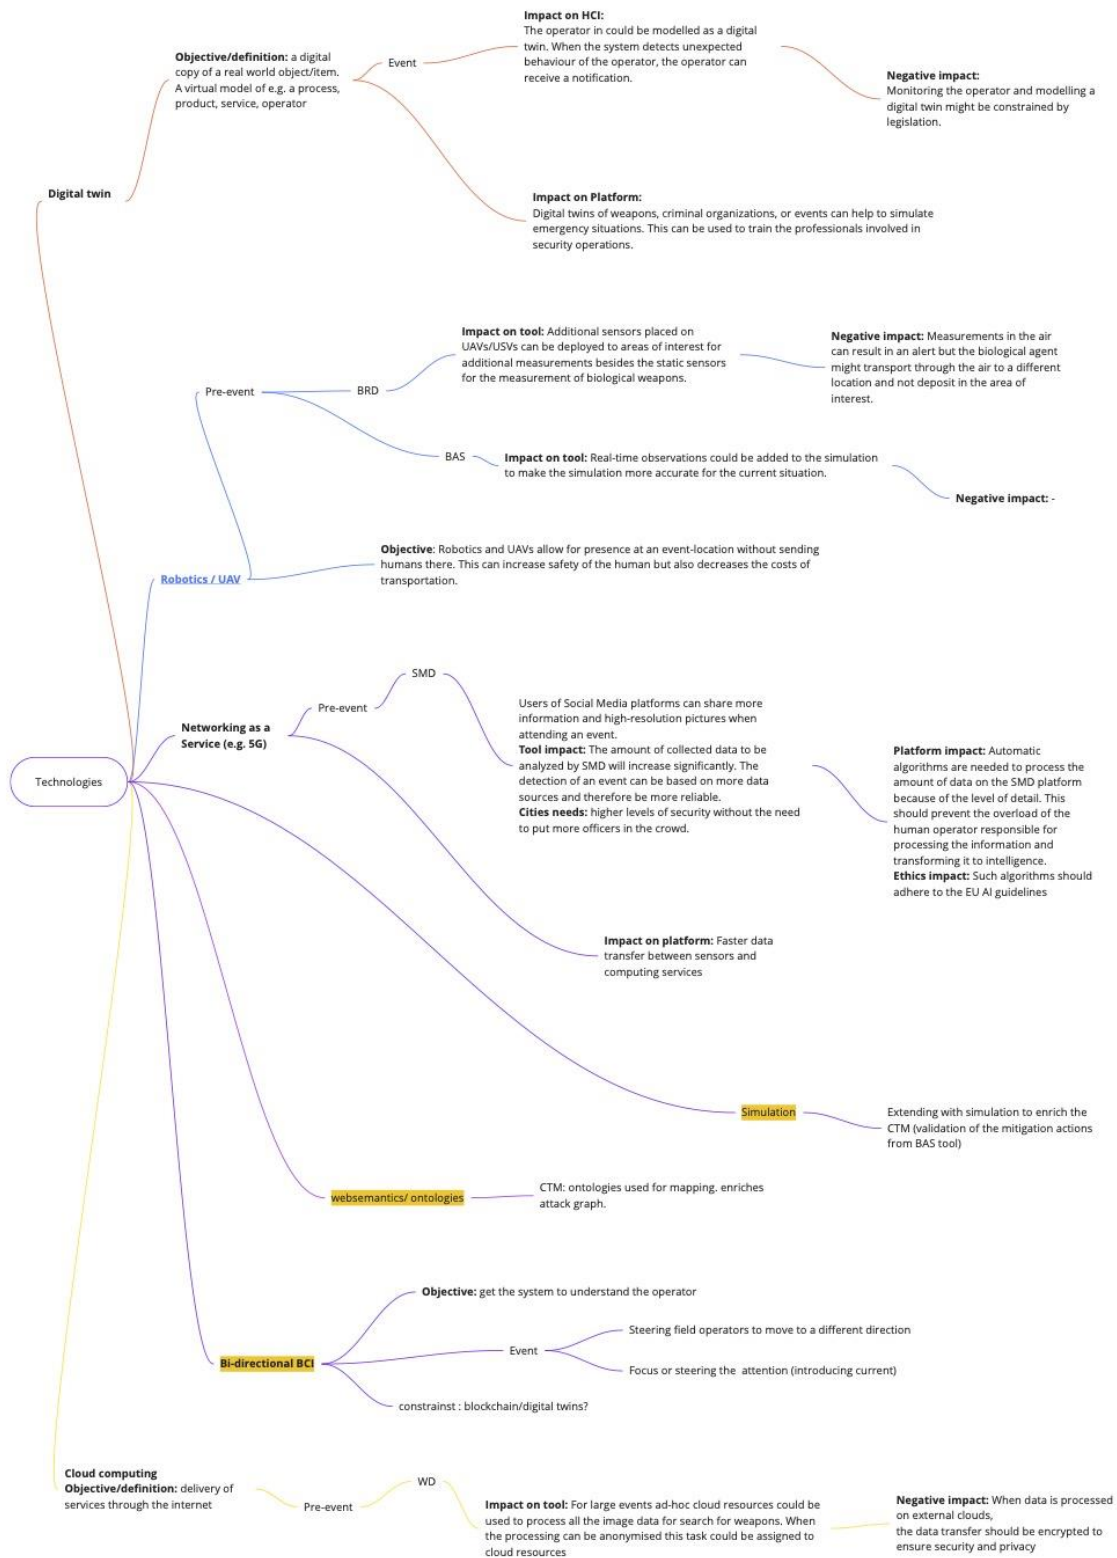 Impact on HCI:
The operator in could be modelled as a digital
twin. When the system detects unexpected
behaviour of the operator, the operator can
receive a notification.
Objective/definition: a digital
copy of a real world object/item.
A virtual model of e.g. a process,
product, service, operator
Event
Negative impact:
Monitoring the operator and modelling a
digital twin might be constrained by
legislation.
Digital twin
Impact on Platform:
Digital twins of weapons, criminal organizations, or events can help to simulate
emergency situations. This can be used to train the professionals involved in
security operations.
Impact on tool: Additional sensors placed on
UAVs/USVs can be deployed to areas of interest for
additional measurements besides the static sensors
for the measurement of biological weapons.
Negative impact: Measurements in the air
can result in an alert but the biological agent
might transport through the air to a different
location and not deposit in the area of
interest.
Pre-event
BRD
BAS
Impact on tool: Real-time observations could be added to the simulation
to make the simulation more accurate for the current situation.
Negative impact: -
Objective: Robotics and UAVs allow for presence at an event-location without sending
humans there. This can increase safety of the human but also decreases the costs of
transportation.
Robotics / UAV
SMD
Pre-event
Networking as a
Service (e.g. 5G)
Users of Social Media platforms can share more
information and high-resolution pictures when
attending an event.
Tool impact: The amount of collected data to be
analyzed by SMD will increase significantly. The
detection of an event can be based on more data
sources and therefore be more reliable.
Cities needs: higher levels of security without the need
to put more officers in the crowd.
Platform impact: Automatic
algorithms are needed to process the
amount of data on the SMD platform
because of the level of detail. This
should prevent the overload of the
human operator responsible for
processing the information and
transforming it to intelligence.
Ethics impact: Such algorithms should
adhere to the EU AI guidelines
Technologies
Impact on platform: Faster data
transfer between sensors and
computing services
Simulation
Extending with simulation to enrich the
CTM (validation of the mitigation actions
from BAS tool)
websemantics/ ontologies
CTM: ontologies used for mapping. enriches
attack graph.
Objective: get the system to understand the operator
Steering field operators to move to a different direction
Event
Bi-directional BCI
Focus or steering the attention (introducing current)
constrainst : blockchain/digital twins?
Cloud computing
Objective/definition: delivery of
services through the internet
WD
Pre-event
Impact on tool: For large events ad-hoc cloud resources could be
used to process all the image data for search for weapons. When
the processing can be anonymised this task could be assigned to
cloud resources
Negative impact: When data is processed
on external clouds,
the data transfer should be encrypted to
ensure security and privacy